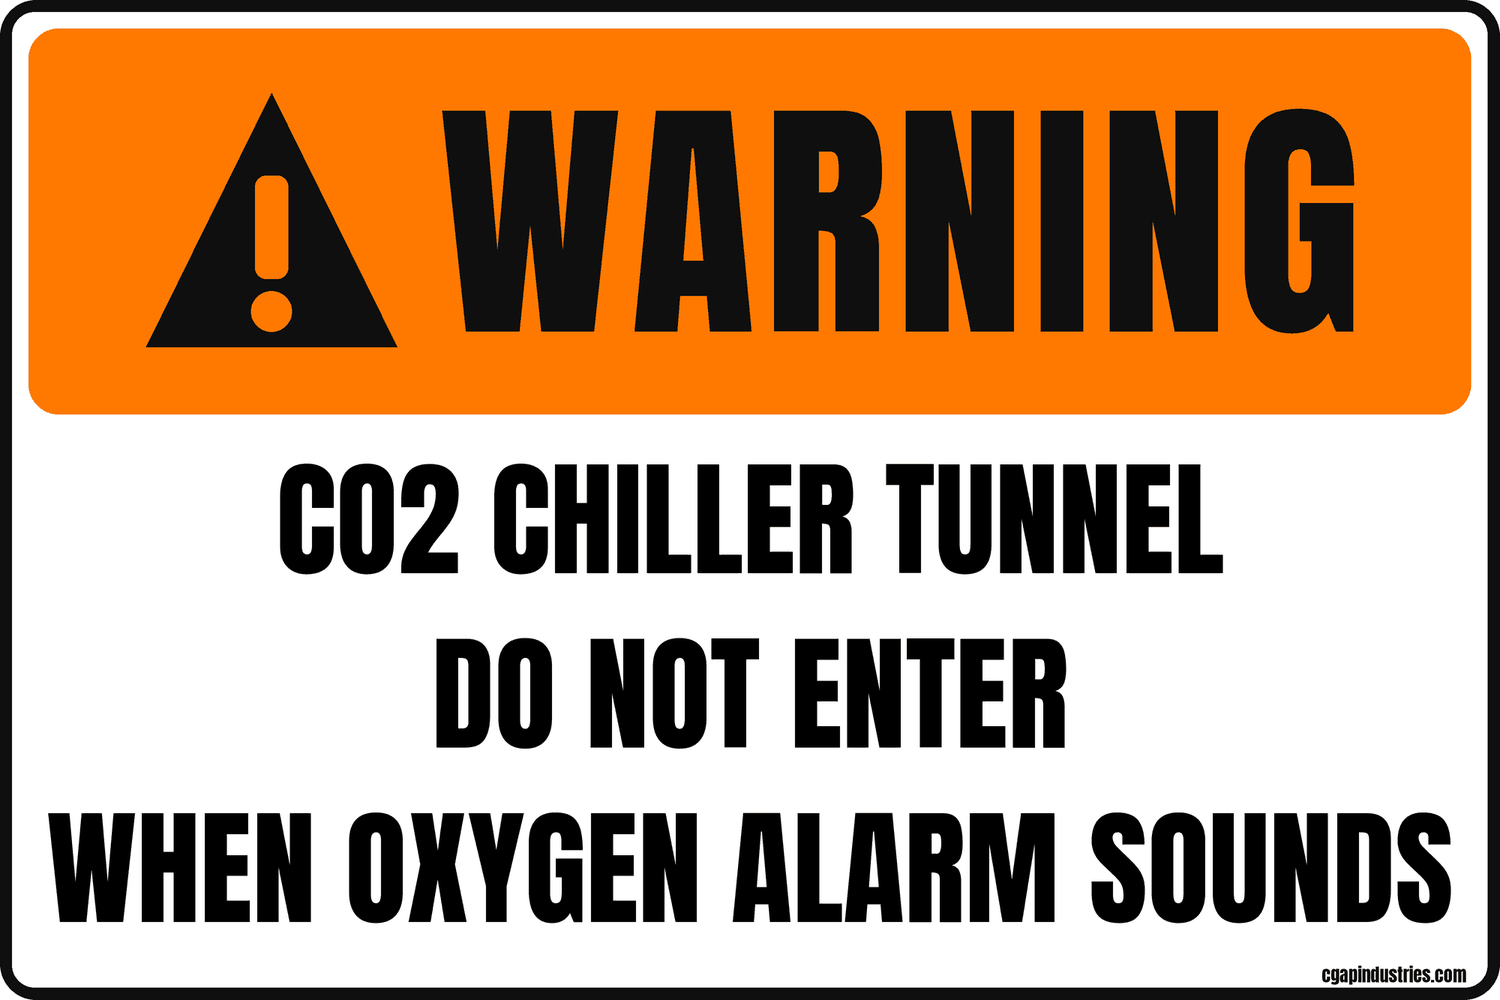 WARNING
CO2 CHILLER TUNNEL
DO NOT ENTER
WHEN OXYGEN ALARM SOUNDS
cgapindustries.com